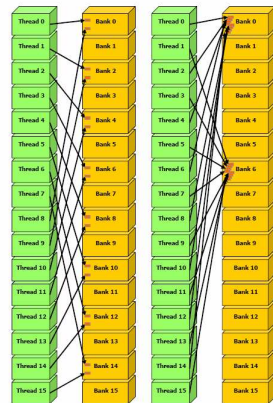 Thread 0 Bank 0 Thread 0 Bank 0
Thread 1 Bank 1 Thread 1 Bank 1
Thread 2 Bank 2 Thread 2 Bank 2
Thread 3 Bank 3 Thread 3 Bank 3
Thread 4 Bank 4 Thread 4 Bank 4
Thread 5 Bank 5 Thread 5 Bank 5
Thread 6 Bank 6 Thread 6 Bank 6
Thread 7 Bank 7 Thread 7 Bank 7
Thread 8 Bank 8 Thread 8 Bank 8
Thread 9 Bank 9 Thread 9 Bank 9
Thread 10 Bank 10 Thread 10 Bank 10
Thread 11 Bank 11 Thread 11 Bank 11
Thread 12 Bank 12 Thread 12 Bank 12
Thread 13 Bank 13 Thread 13 Bank 13
Thread 14 Bank 14 Thread 14 Bank 14
Thread 15 Bank 15 Thread 15 Bank 15